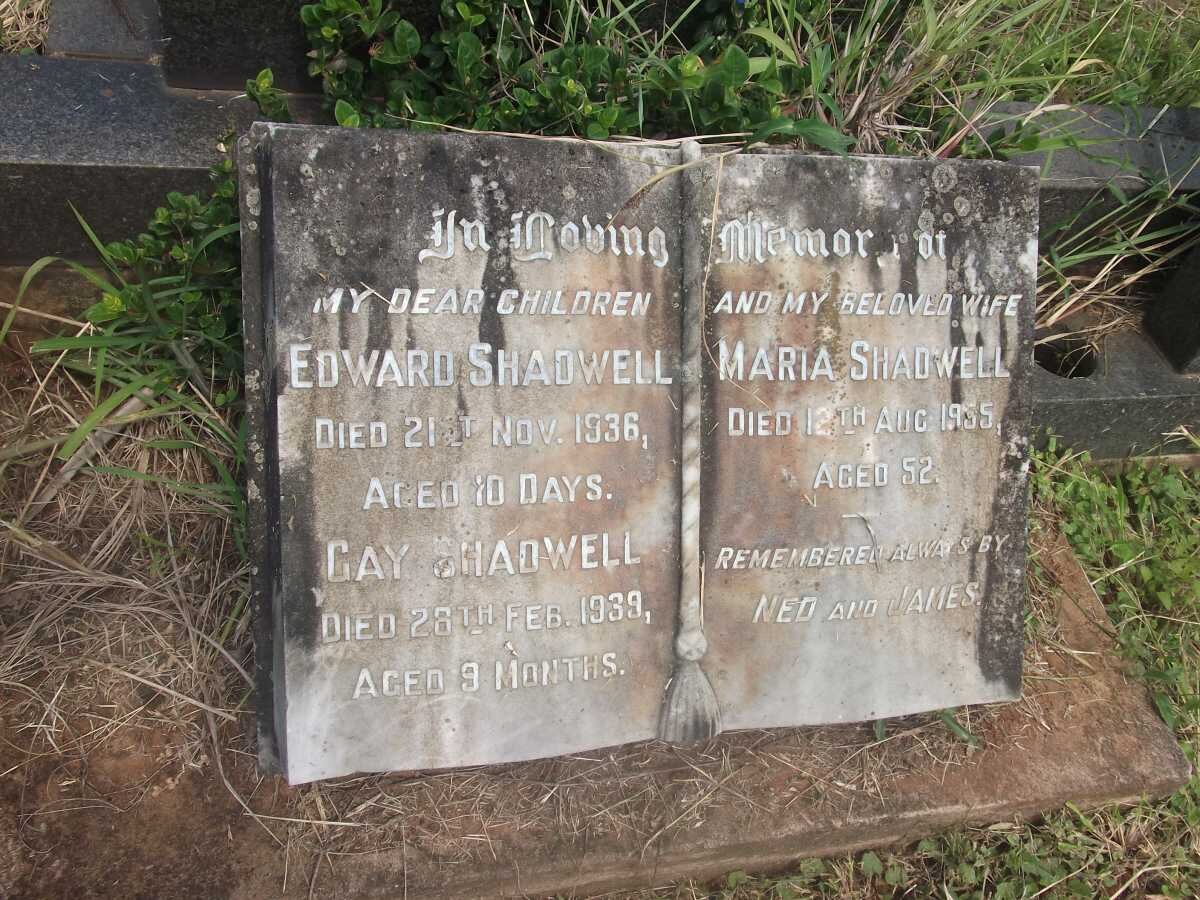 In Loving Memory of
MY DEAR CHILDREN
EDWARD SHADWELL
DIED 21ST NOV. 1936,
AGED 10 DAYS.
GAY SHADWELL
DIED 28TH FEB. 1939,
AGED 9 MONTHS.
AND MY BELOVED WIFE
MARIA SHADWELL
DIED 12TH AUG 1955,
AGED 52.
REMEMBERED ALWAYS BY
NED AND JAMES.